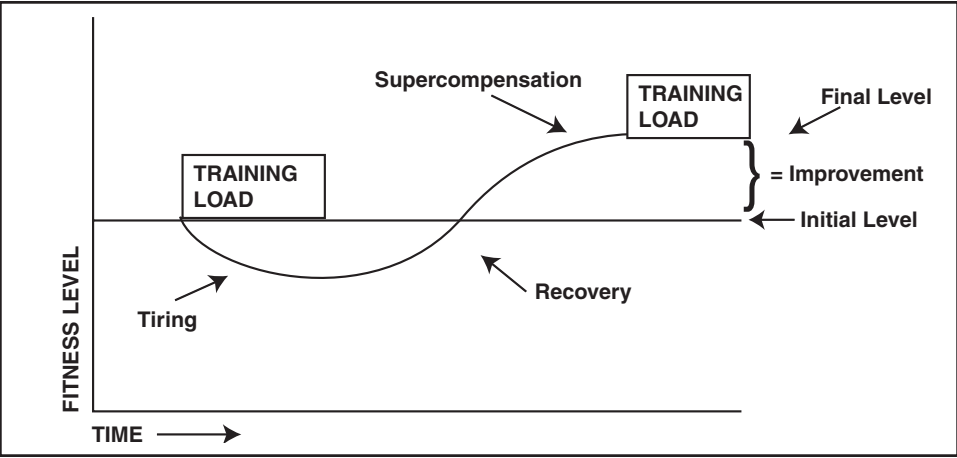 Supercompensation
TRAINING
LOAD
Final Level
TRAINING
LOAD
} = Improvement
Initial Level
Recovery
Tiring
FITNESS LEVEL
TIME